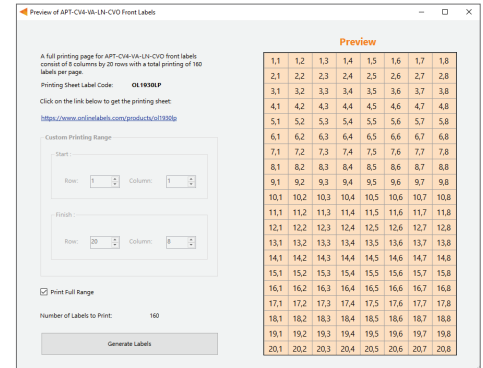 Preview of APT-CV4-VA-LN-CVO Front Labels
A full printing page for APT-CV4-VA-LN-CVO front labels
consist of 8 columns by 20 rows with a total printing of 160
labels per page.
Printing Sheet Label Code: OL1930LP
Click on the link below to get the printing sheet:
https://www.onlinelabels.com/products/ol1930lp
Custom Printing Range
Start
Row: 1 Column: 1
Finish
Row: 20 Column: 8
Print Full Range
Number of Labels to Print: 160
Generate Labels
Preview
1,1 1,2 1,3 1,4 1,5 1,6 1,7 1,8
2,1 2,2 2,3 2,4 2,5 2,6 2,7 2,8
3,1 3,2 3,3 3,4 3,5 3,6 3,7 3,8
4,1 4,2 4,3 4,4 4,5 4,6 4,7 4,8
5,1 5,2 5,3 5,4 5,5 5,6 5,7 5,8
6,1 6,2 6,3 6,4 6,5 6,6 6,7 6,8
7,1 7,2 7,3 7,4 7,5 7,6 7,7 7,8
8,1 8,2 8,3 8,4 8,5 8,6 8,7 8,8
9,1 9,2 9,3 9,4 9,5 9,6 9,7 9,8
10,1 10,2 10,3 10,4 10,5 10,6 10,7 10,8
11,1 11,2 11,3 11,4 11,5 11,6 11,7 11,8
12,1 12,2 12,3 12,4 12,5 12,6 12,7 12,8
13,1 13,2 13,3 13,4 13,5 13,6 13,7 13,8
14,1 14,2 14,3 14,4 14,5 14,6 14,7 14,8
15,1 15,2 15,3 15,4 15,5 15,6 15,7 15,8
16,1 16,2 16,3 16,4 16,5 16,6 16,7 16,8
17,1 17,2 17,3 17,4 17,5 17,6 17,7 17,8
18,1 18,2 18,3 18,4 18,5 18,6 18,7 18,8
19,1 19,2 19,3 19,4 19,5 19,6 19,7 19,8
20,1 20,2 20,3 20,4 20,5 20,6 20,7 20,8